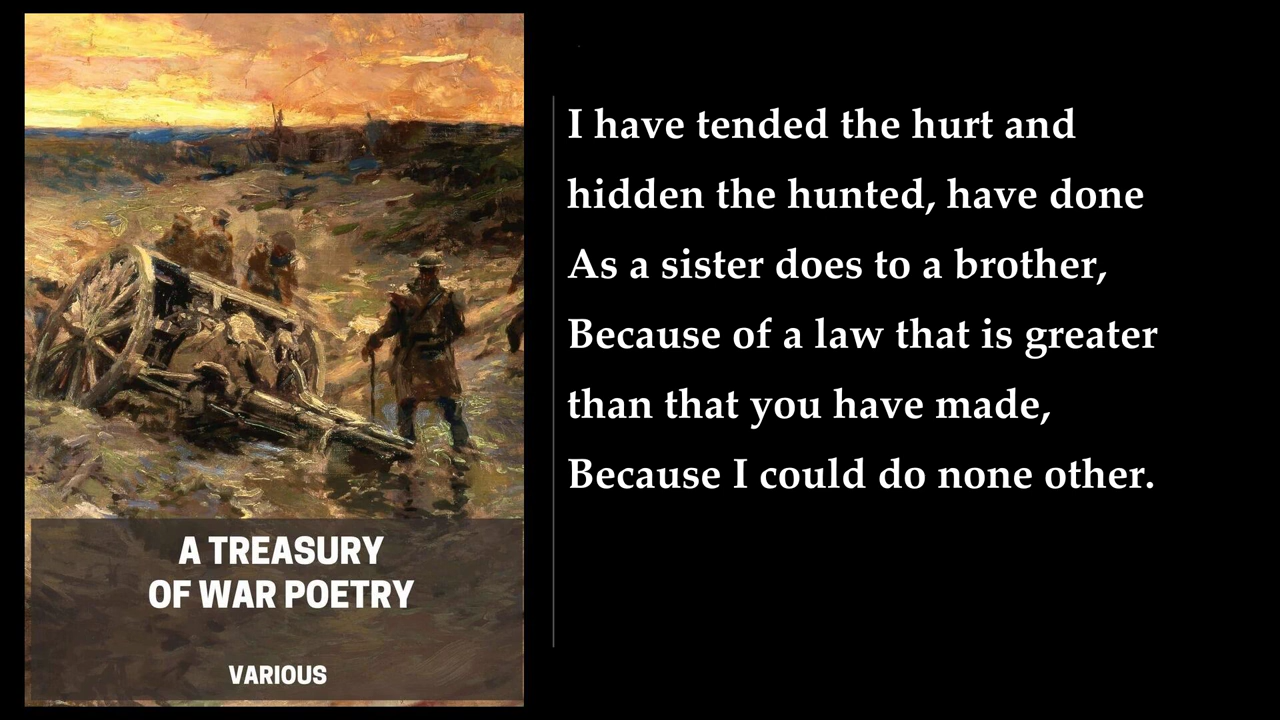 A TREASURY
OF WAR POETRY
VARIOUS
I have tended the hurt and
hidden the hunted, have done
As a sister does to a brother,
Because of a law that is greater
than that you have made,
Because I could do none other.